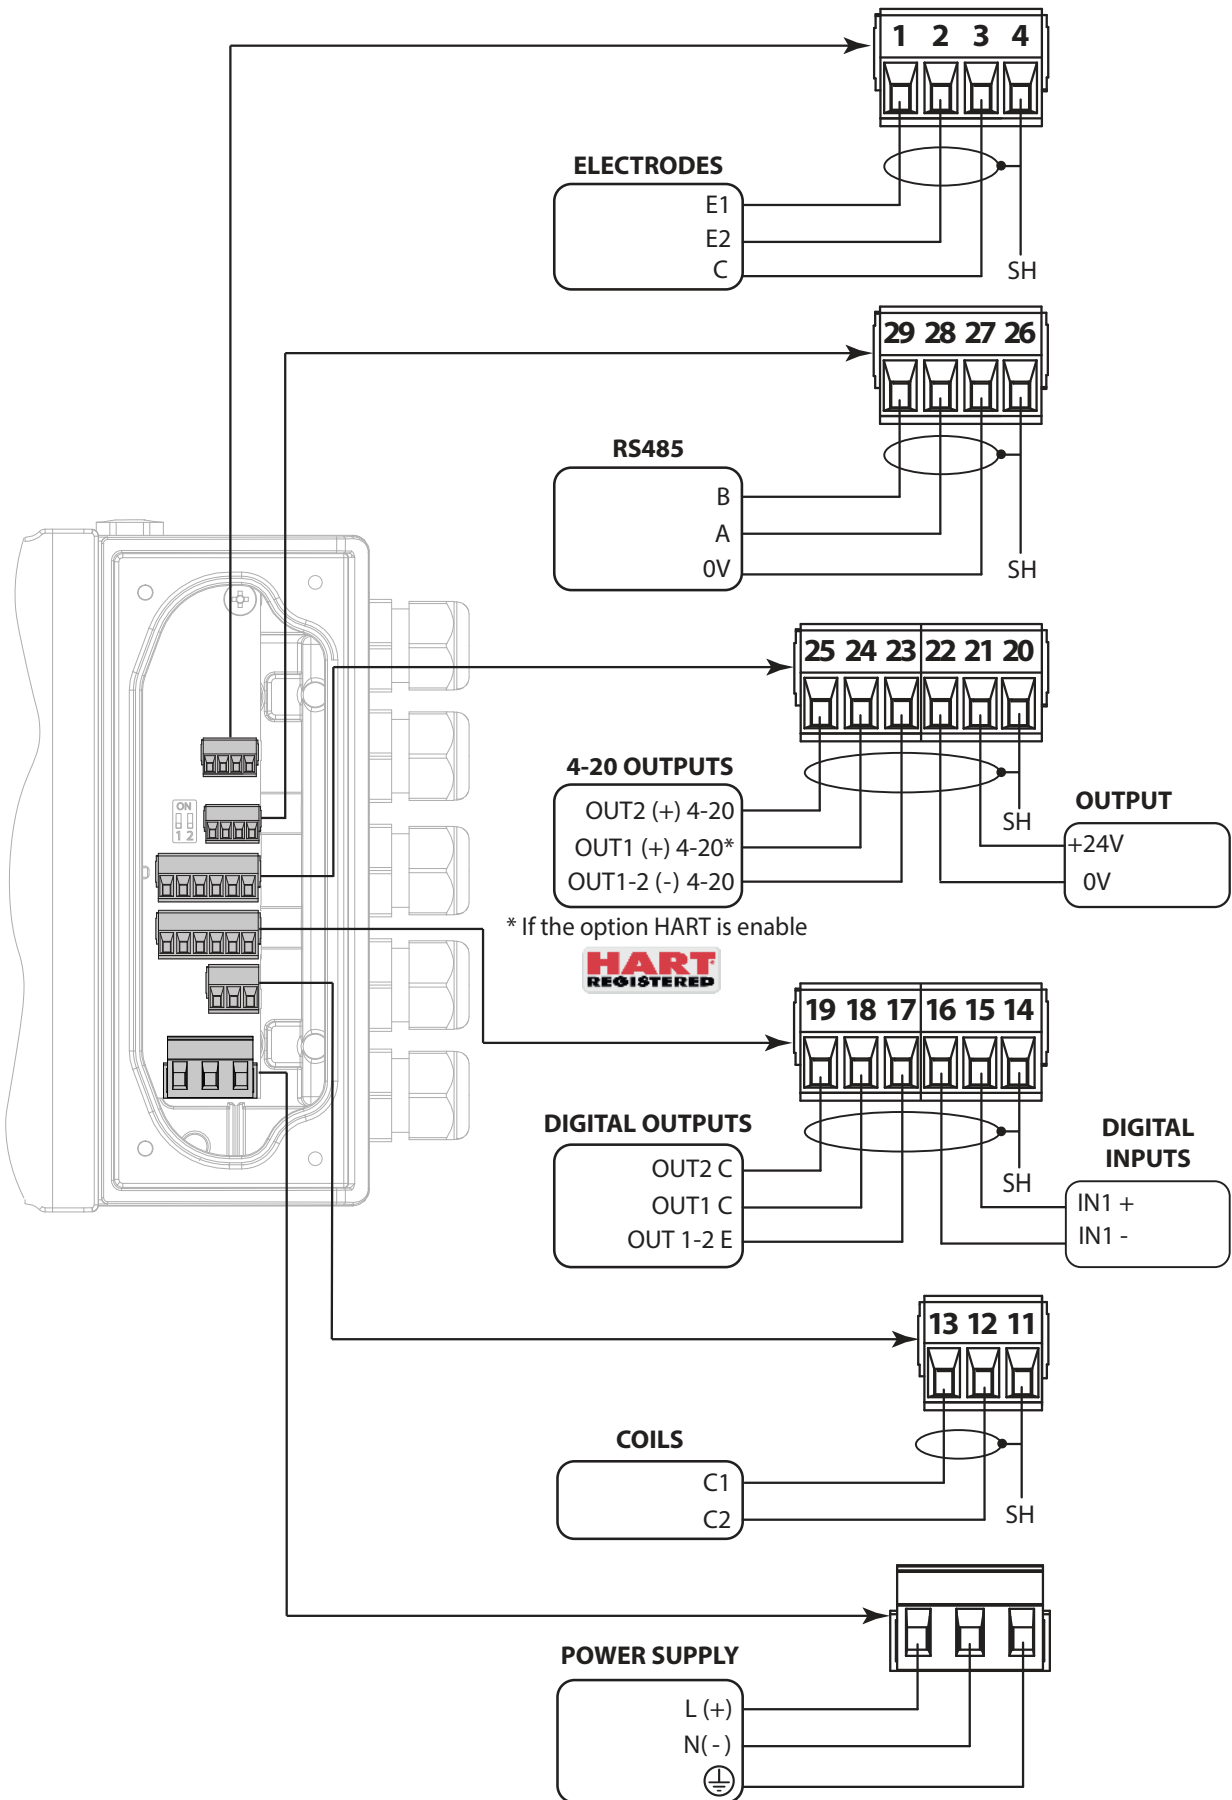 1 2 3 4
ELECTRODES
E1
E2
C
SH
29 28 27 26
RS485
B
A
0V
SH
25 24 23 22 21 20
4-20 OUTPUTS
OUT2 (+) 4-20
OUT1 (+) 4-20*
OUT1-2 (-) 4-20
SH
OUTPUT
+24V
0V
ON
1 2
* If the option HART is enable
HART
REGISTERED
19 18 17 16 15 14
DIGITAL OUTPUTS
OUT2 C
OUT1 C
OUT 1-2 E
SH
DIGITAL
INPUTS
IN1 +
IN1 -
13 12 11
COILS
C1
C2
SH
POWER SUPPLY
L (+)
N( - )